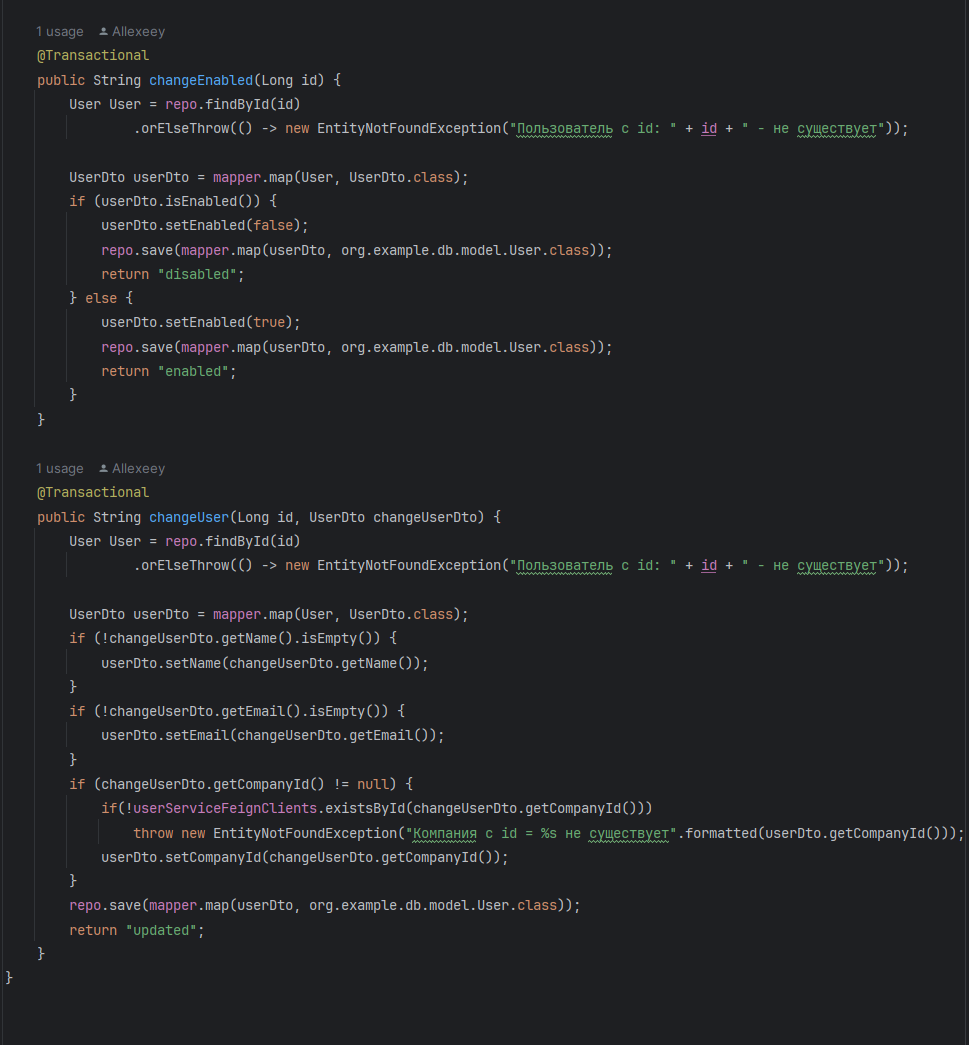 1 usage Allexeey
@Transactional
public String changeEnabled(Long id) {
User User = repo.findById(id)
.orElseThrow(() -> new EntityNotFoundException("Пользователь с id: " + id + " - не существует"));
UserDto userDto = mapper.map(User, UserDto.class);
if (userDto.isEnabled()) {
userDto.setEnabled(false);
repo.save(mapper.map(userDto, org.example.db.model.User.class));
return "disabled";
} else {
userDto.setEnabled(true);
repo.save(mapper.map(userDto, org.example.db.model.User.class));
return "enabled";
}
}
1 usage Allexeey
@Transactional
public String changeUser(Long id, UserDto changeUserDto) {
User User = repo.findById(id)
.orElseThrow(() -> new EntityNotFoundException("Пользователь с id: " + id + " - не существует"));
UserDto userDto = mapper.map(User, UserDto.class);
if (!changeUserDto.getName().isEmpty()) {
userDto.setName(changeUserDto.getName());
}
if (!changeUserDto.getEmail().isEmpty()) {
userDto.setEmail(changeUserDto.getEmail());
}
if (changeUserDto.getCompanyId() != null) {
if(!userServiceFeignClients.existsById(changeUserDto.getCompanyId()))
throw new EntityNotFoundException("Компания с id = %s не существует".formatted(userDto.getCompanyId()));
userDto.setCompanyId(changeUserDto.getCompanyId());
}
repo.save(mapper.map(userDto, org.example.db.model.User.class));
return "updated";
}
}